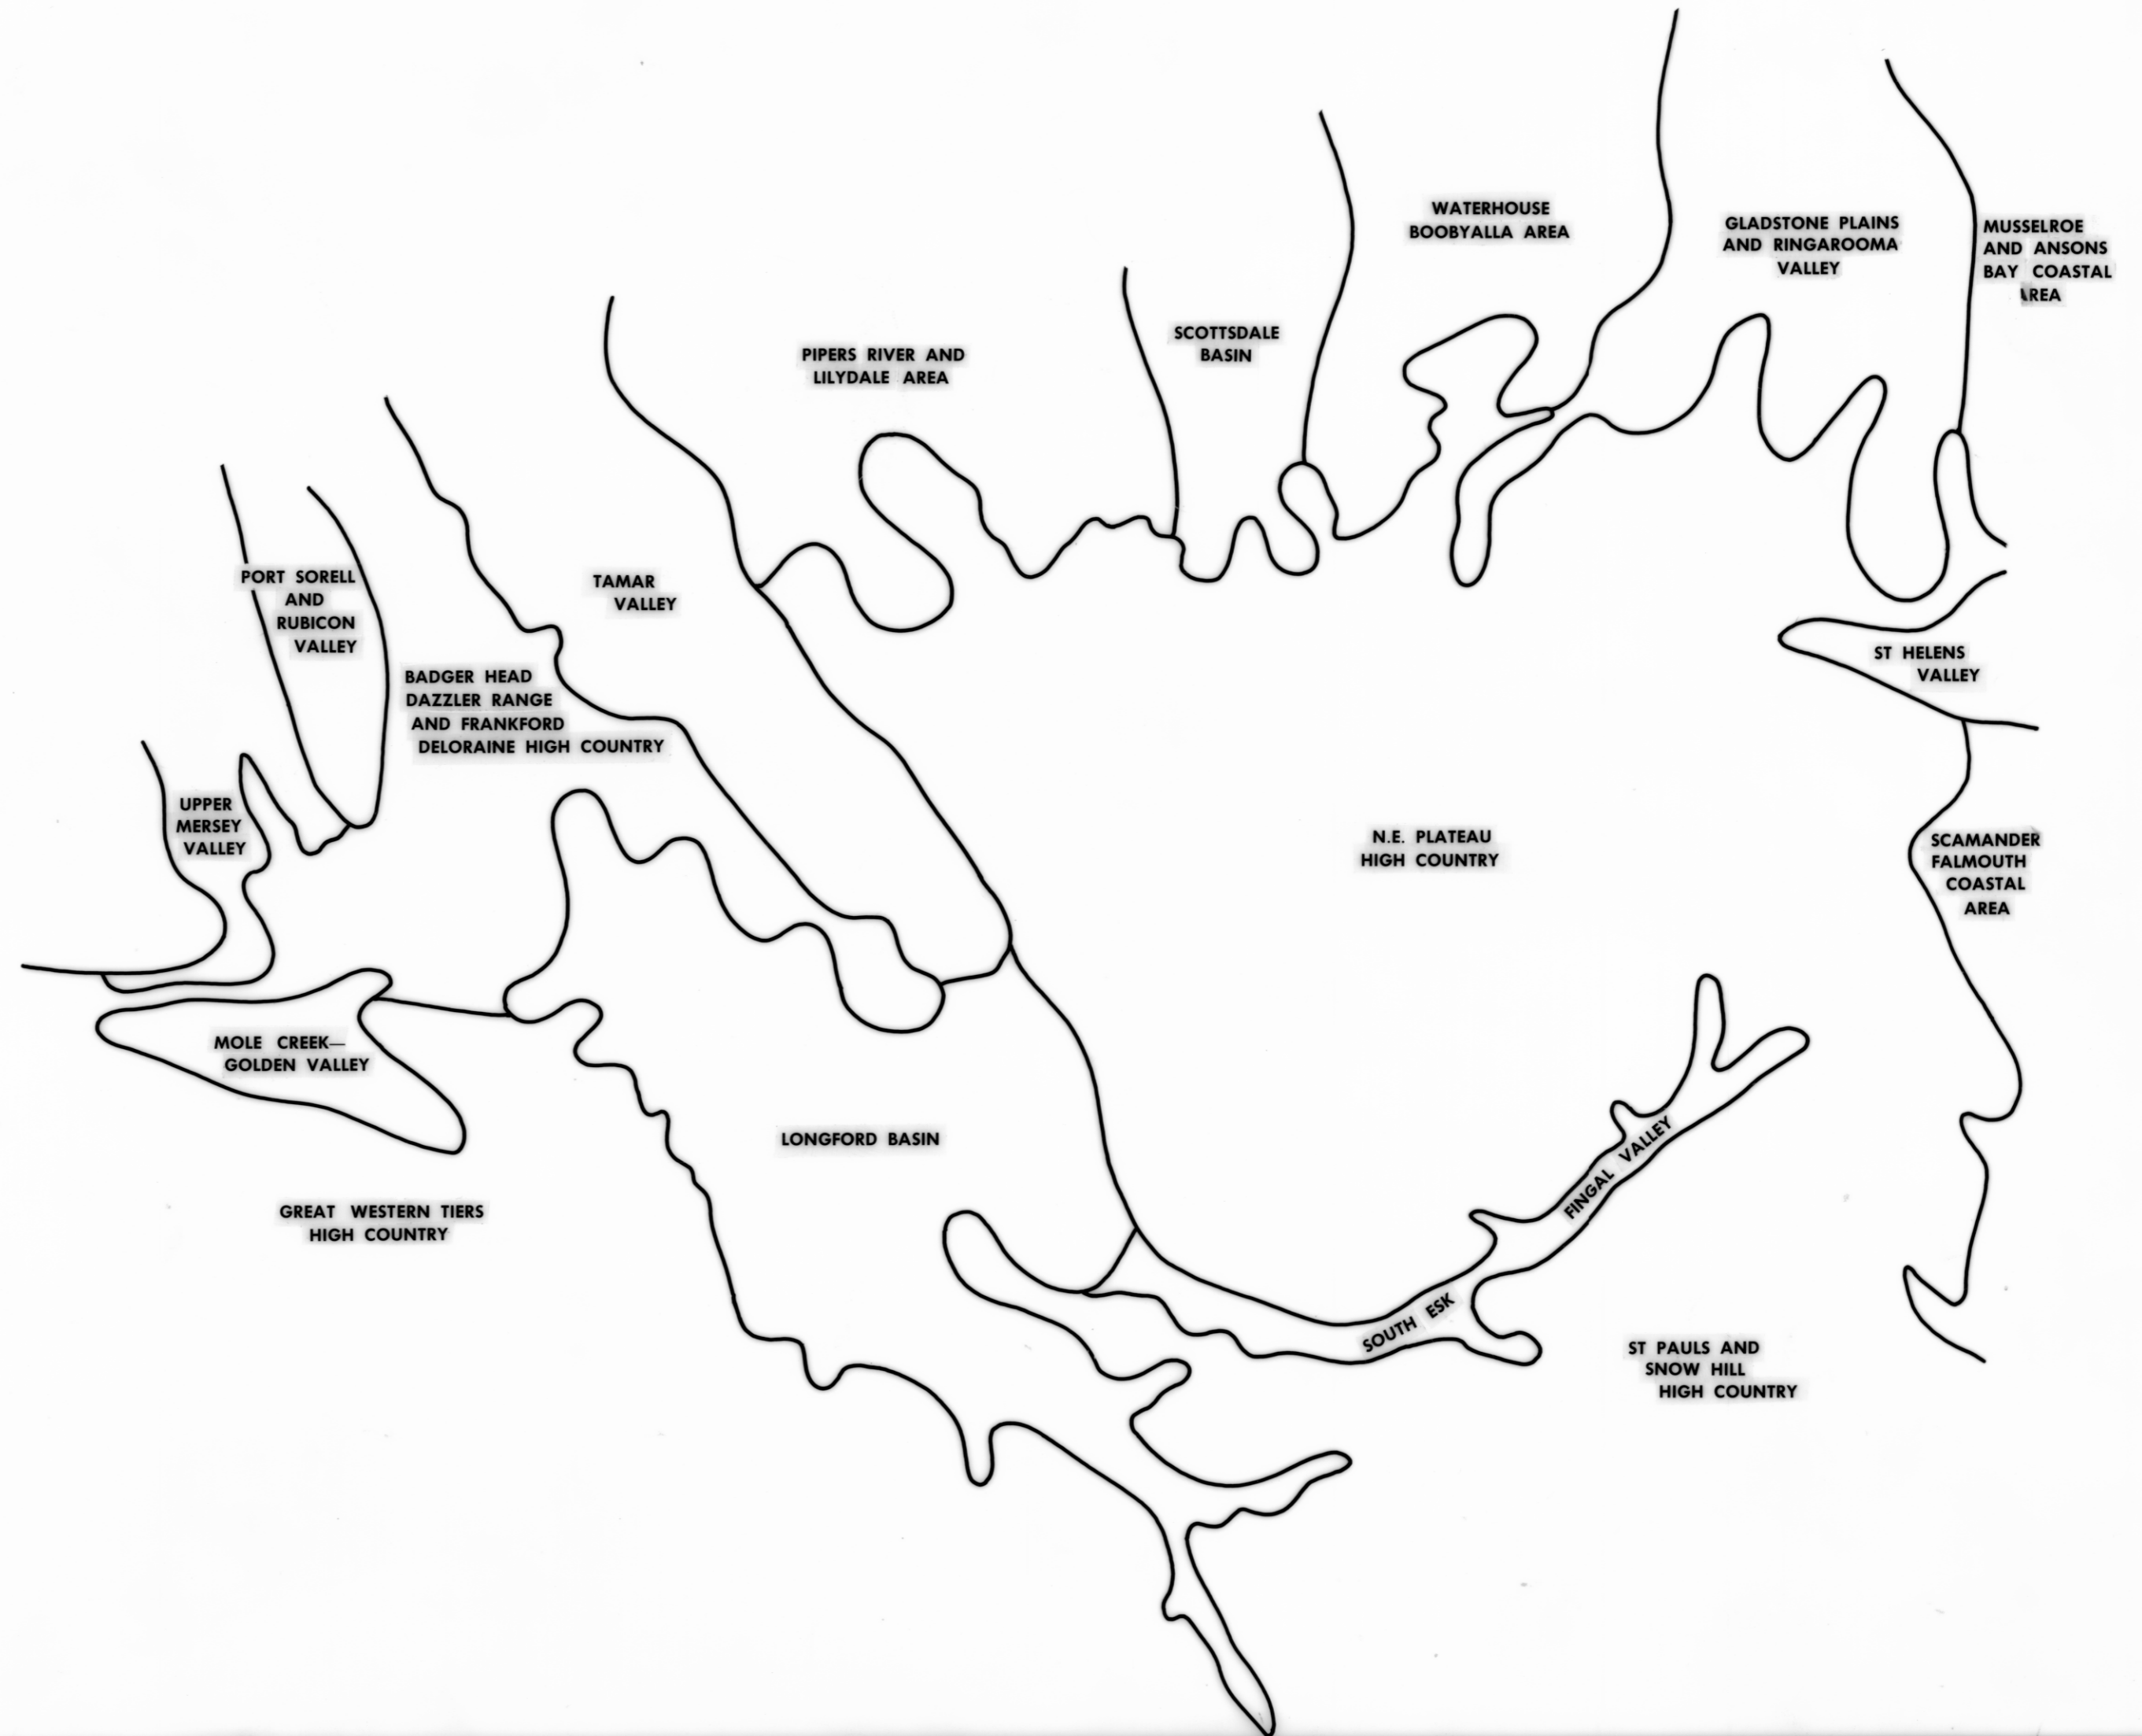 WATERHOUSE
BOOBYALLA AREA
GLADSTONE PLAINS
AND RINGAROOMA
VALLEY
MUSSELROE
AND ANSONS
BAY COASTAL
AREA
SCOTTSDALE
BASIN
PIPERS RIVER AND
LILYDALE AREA
PORT SORELL
AND
RUBICON
VALLEY
TAMAR
VALLEY
ST HELENS
VALLEY
BADGER HEAD
DAZZLER RANGE
AND FRANKFORD
DELORAINE HIGH COUNTRY
UPPER
MERSEY
VALLEY
N.E. PLATEAU
HIGH COUNTRY
SCAMANDER
FALMOUTH
COASTAL
AREA
MOLE CREEK—
GOLDEN VALLEY
LONGFORD BASIN
FINGAL VALLEY
GREAT WESTERN TIERS
HIGH COUNTRY
SOUTH ESK
ST PAULS AND
SNOW HILL
HIGH COUNTRY